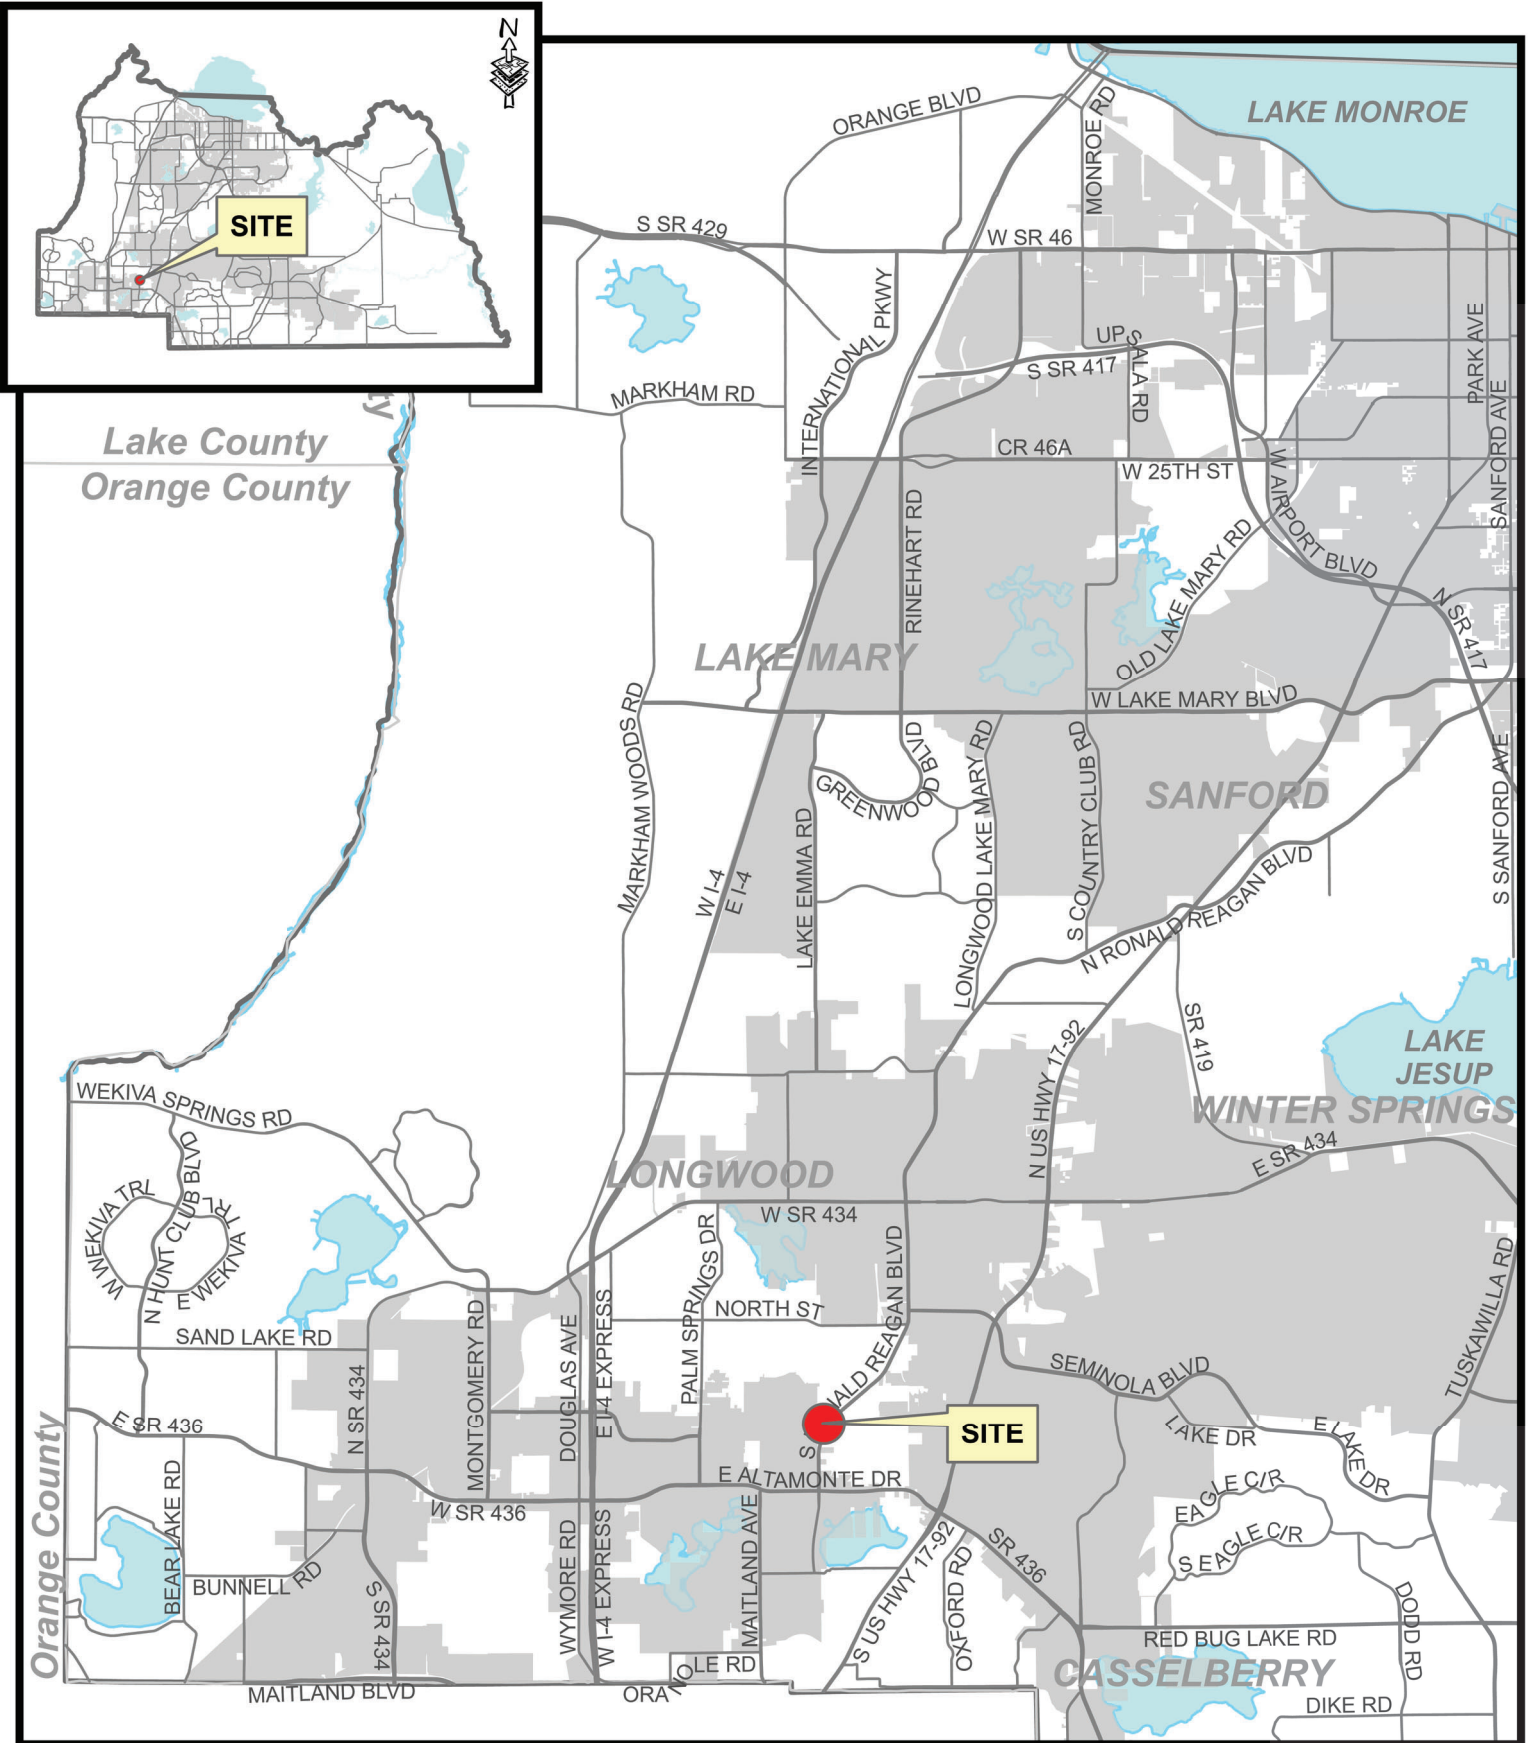 N
SITE
LAKE MONROE
ORANGE BLVD
MONROE RD
S SR 429
W SR 46
INTERNATIONAL PKWY
UPSALA RD
S SR 417
PARK AVE
MARKHAM RD
SANFORD AVE
ty
Lake County
Orange County
CR 46A
W 25TH ST
W AIRPORT BLVD
RINEHART RD
OLD LAKE MARY RD
N SR 417
LAKE MARY
W LAKE MARY BLVD
MARKHAM WOODS RD
GREENWOOD BLVD
LONGWOOD LAKE MARY RD
S COUNTRY CLUB RD
SANFORD
S SANFORD AVE
LAKE EMMA RD
W I-4
E I-4
N RONALD REAGAN BLVD
SR 419
LAKE
JESUP
N US HWY 17-92
WINTER SPRINGS
WEKIVA SPRINGS RD
E SR 434
LONGWOOD
W WEKIVA TRL
N HUNT CLUB BLVD
E WEKIVA TRL
W SR 434
PALM SPRINGS DR
NORTH ST
S
NALD REAGAN BLVD
TUSKAWILLA RD
SAND LAKE RD
MONTGOMERY RD
DOUGLAS AVE
E I-4 EXPRESS
N SR 434
SEMINOLA BLVD
E SR 436
SITE
LAKE DR
E LAKE DR
Orange County
BEAR LAKE RD
W SR 436
E ALTAMONTE DR
EAGLE CIR
S EAGLE CIR
BUNNELL RD
S SR 434
WYMORE RD
W I-4 EXPRESS
MAITLAND AVE
S US HWY 17-92
OXFORD RD
SR 436
DODD RD
RED BUG LAKE RD
CASSELBERRY
MAITLAND BLVD
ORANOLE RD
DIKE RD